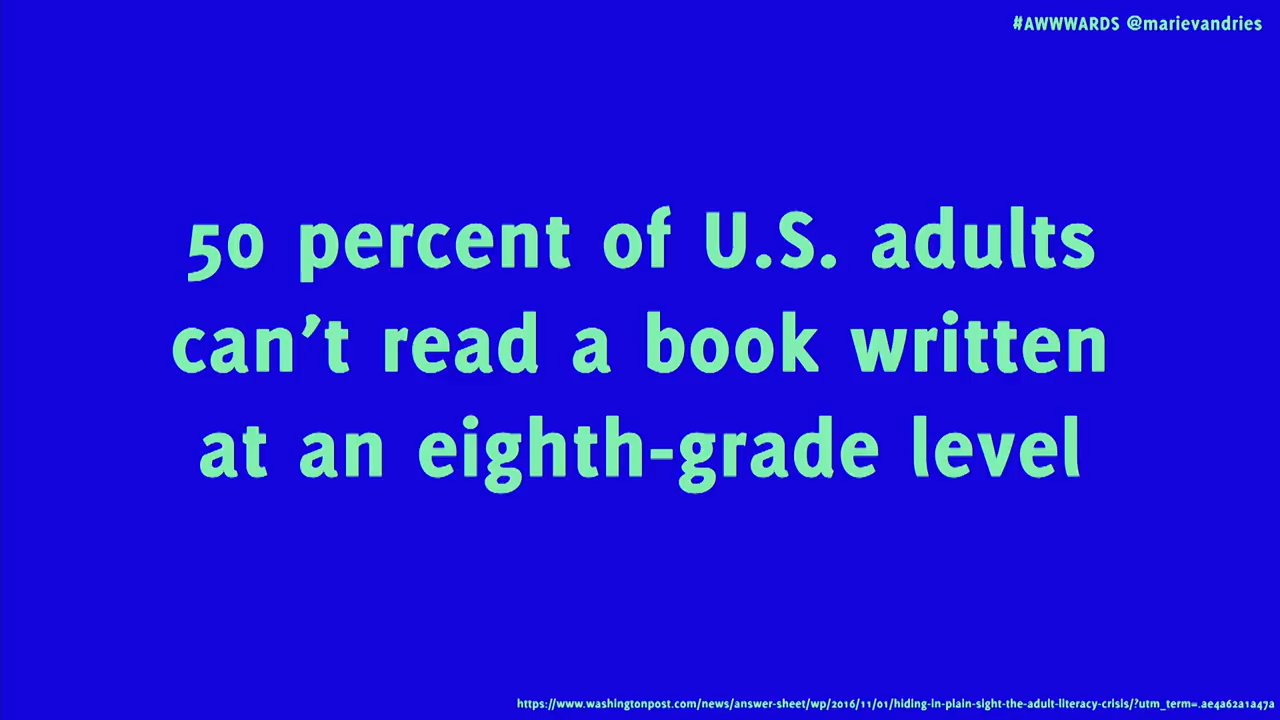 #AWWWARDS @marievandries
50 percent of U.S. adults
can’t read a book written
at an eighth-grade level
https://www.washingtonpost.com/news/answer-sheet/wp/2016/11/01/hiding-in-plain-sight-the-adult-literacy-crisis/?utm_term=.ae4a62a1a47a